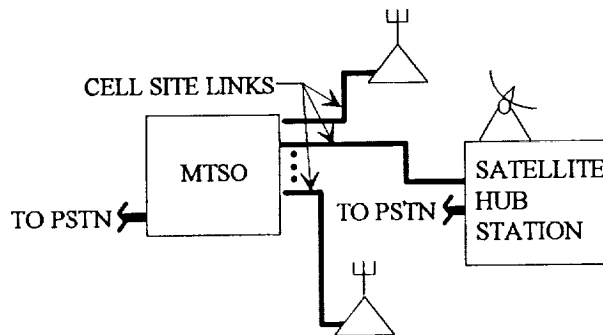 CELL SITE LINKS
MTSO
TO PSTN
TO PSTN
SATELLITE
HUB
STATION